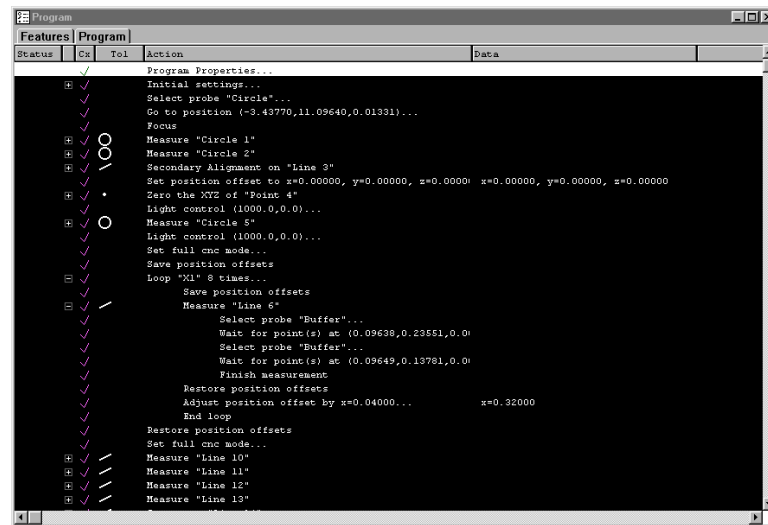 Program
Features Program
Status Cx Tol Action Data
Program Properties...
Initial settings...
Select probe "Circle"...
Go to position (-3.43770,11.09640,0.01331)...
Focus
Measure "Circle 1"
Measure "Circle 2"
Secondary Alignment on "Line 3"
Set position offset to x=0.00000, y=0.00000, z=0.0000 x=0.00000, y=0.00000, z=0.00000
Zero the XYZ of "Point 4"
Light control (1000.0,0.0)...
Measure "Circle 5"
Light control (1000.0,0.0)...
Set full cnc mode...
Save position offsets
Loop "X1" 8 times...
Save position offsets
Measure "Line 6"
Select probe "Buffer"...
Wait for point(s) at (0.09638,0.23551,0.0
Select probe "Buffer"...
Wait for point(s) at (0.09649,0.13781,0.0
Finish measurement
Restore position offsets
Adjust position offset by x=0.04000... x=0.32000
End loop
Restore position offsets
Set full cnc mode...
Measure "Line 10"
Measure "Line 11"
Measure "Line 12"
Measure "Line 13"